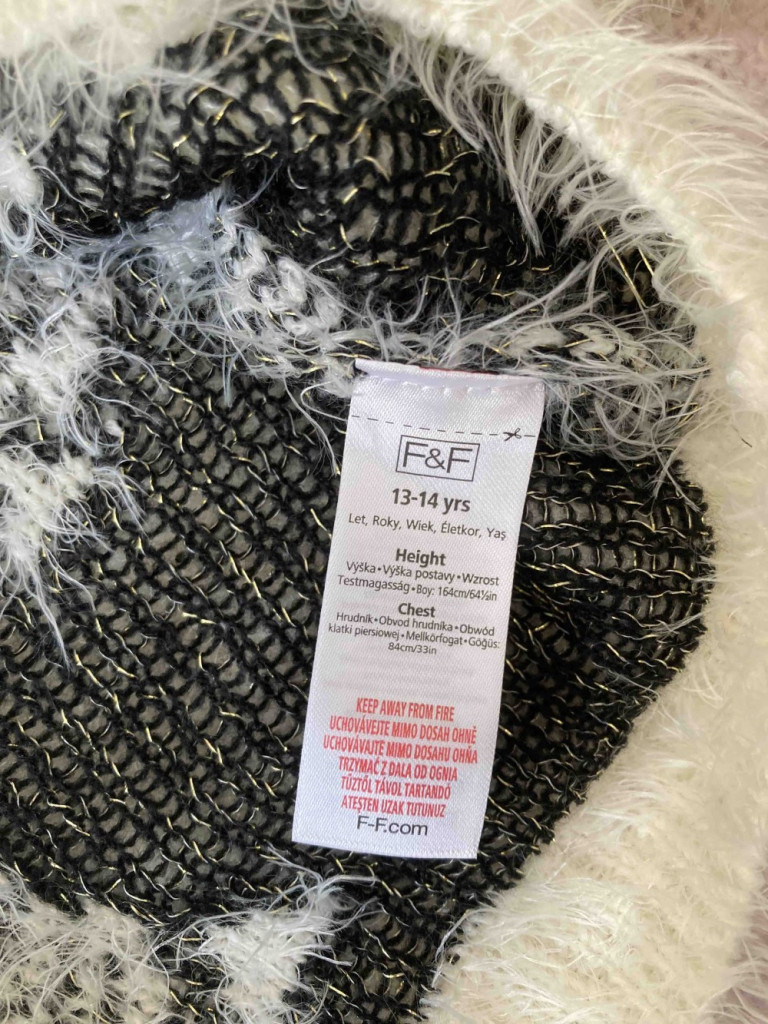 F&F
13-14 yrs
Let, Roky, Wiek, Életkor, Yaş
Height
Výška•Výška postavy•Wzrost
Testmagasság•Boy: 164cm/64½in
Chest
Hrudník•Obvod hrudníka•Obwód
klatki piersiowej•Mellkörfogat•Göğüs:
84cm/33in
KEEP AWAY FROM FIRE
UCHOVÁVEJTE MIMO DOSAH OHNĚ
UCHOVÁVAJTE MIMO DOSAHU OHŇA
TRZYMAĆ Z DALA OD OGNIA
TŰZTŐL TÁVOL TARTANDÓ
ATEŞTEN UZAK TUTUNUZ
F-F.com